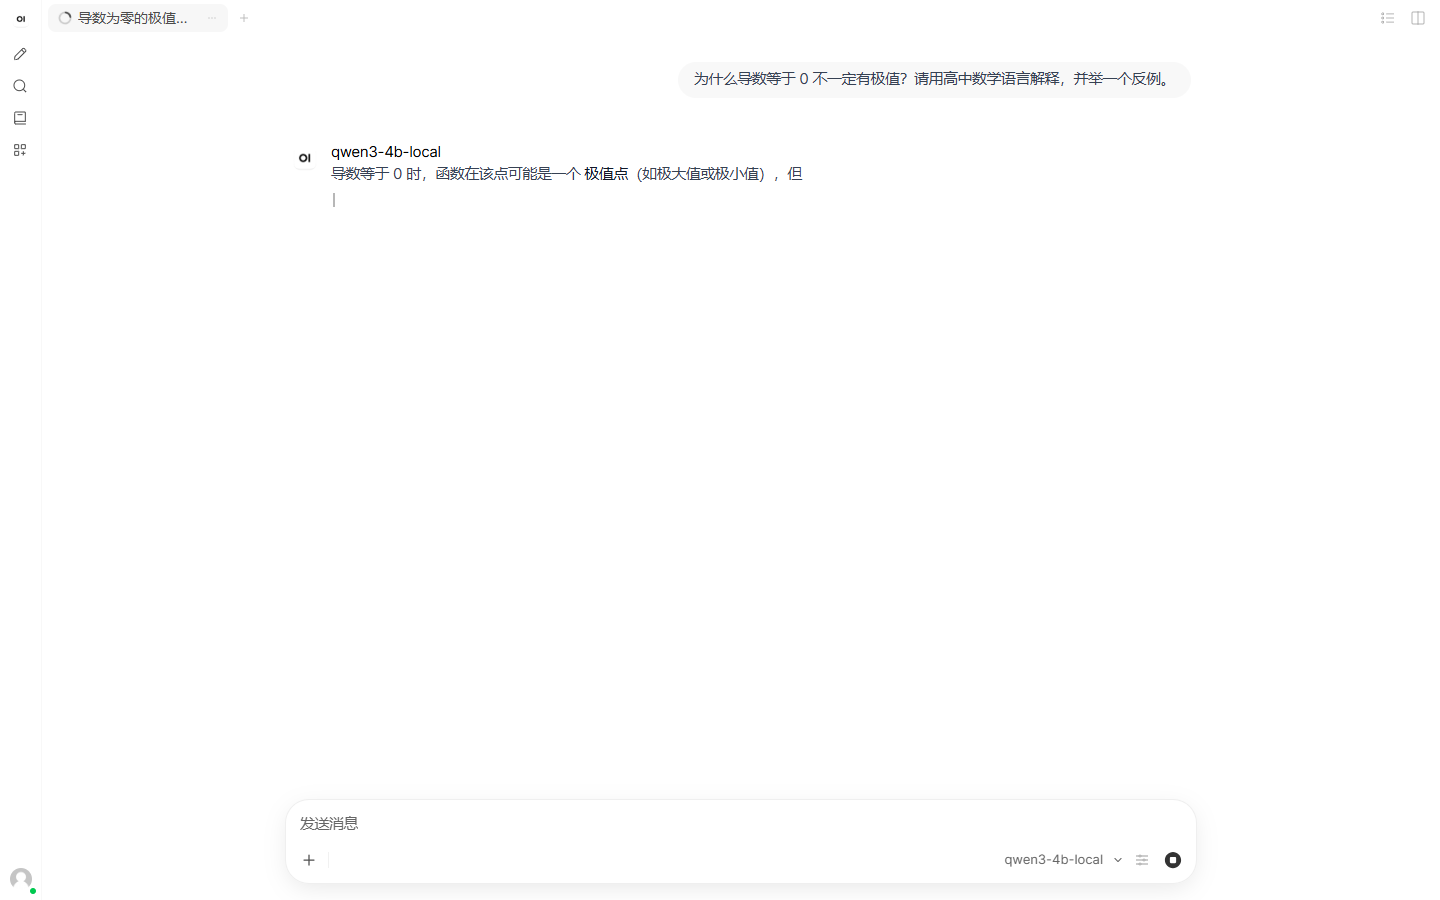 OI
导数为零的极值...
为什么导数等于 0 不一定有极值？请用高中数学语言解释，并举一个反例。
OI
qwen3-4b-local
导数等于 0 时，函数在该点可能是一个 极值点（如极大值或极小值），但
发送消息
qwen3-4b-local